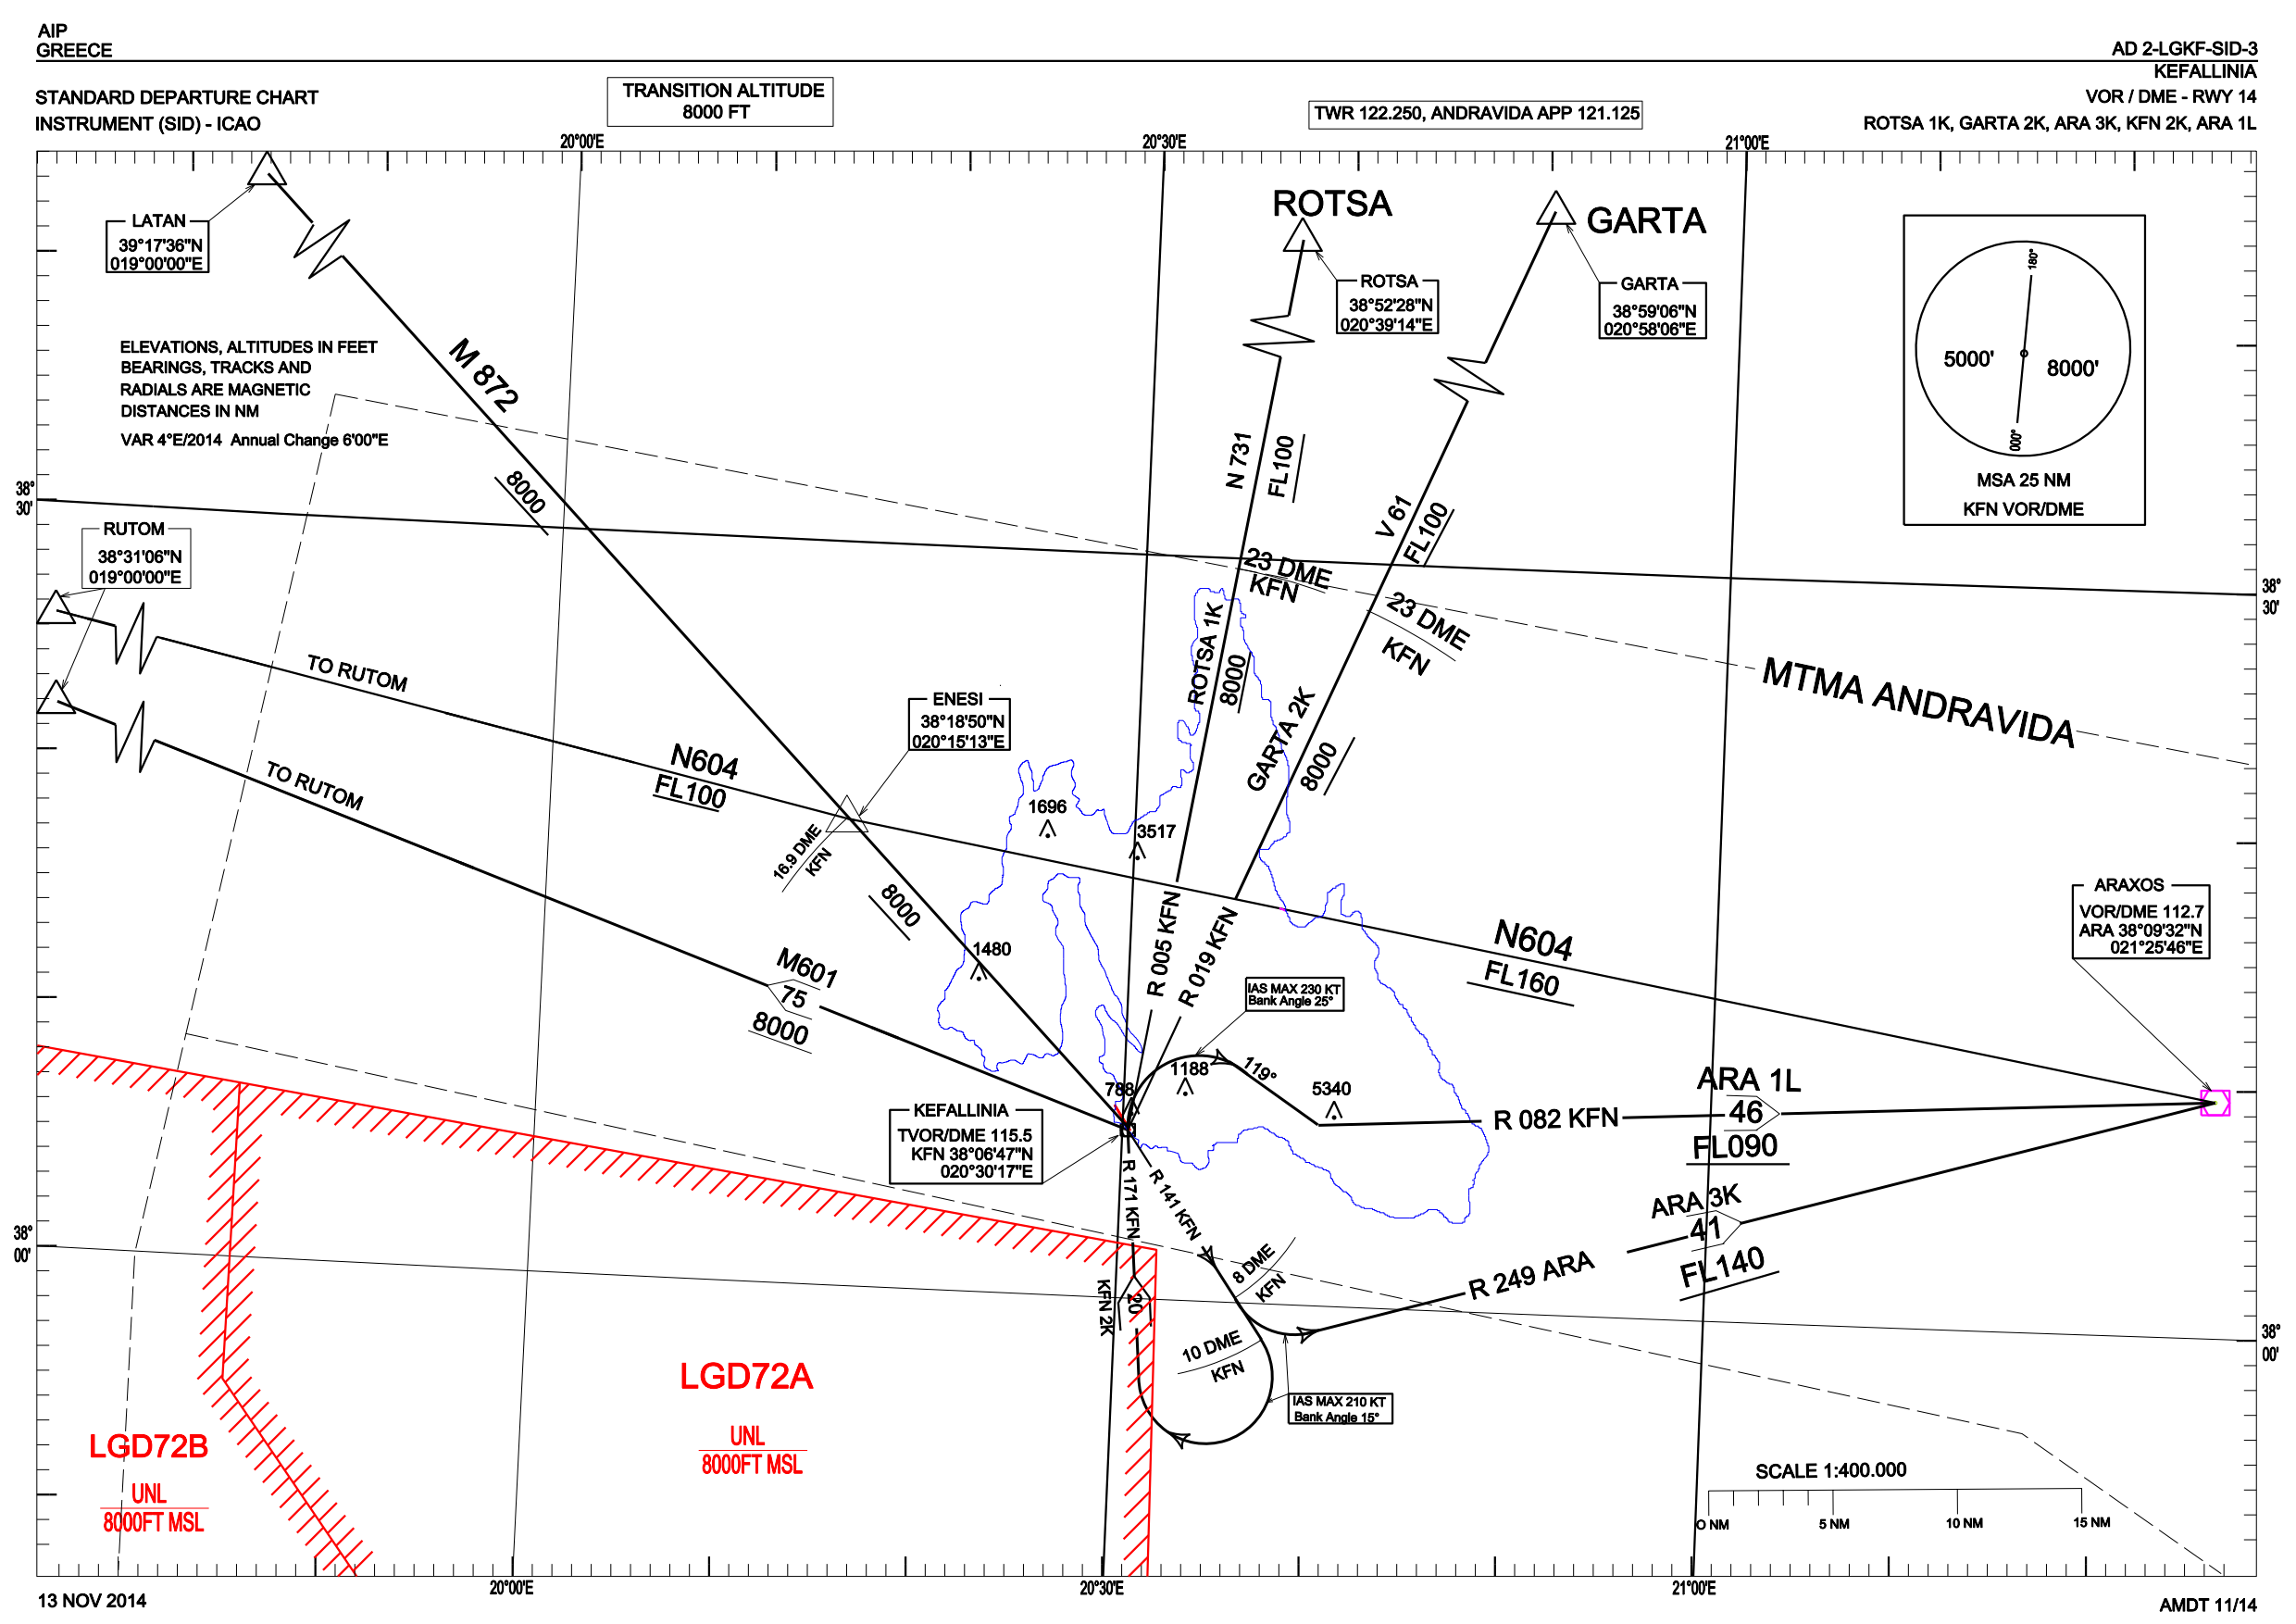 AIP
GREECE
AD 2-LGKF-SID-3
KEFALLINIA
STANDARD DEPARTURE CHART
INSTRUMENT (SID) - ICAO
TRANSITION ALTITUDE
8000 FT
TWR 122.250, ANDRAVIDA APP 121.125
VOR / DME - RWY 14
ROTSA 1K, GARTA 2K, ARA 3K, KFN 2K, ARA 1L
20°00'E
20°30'E
21°00'E
LATAN
39°17'36"N
019°00'00"E
ROTSA
GARTA
ROTSA
38°52'28"N
020°39'14"E
GARTA
38°59'06"N
020°58'06"E
180°
5000'
8000'
000°
MSA 25 NM
KFN VOR/DME
ELEVATIONS, ALTITUDES IN FEET
BEARINGS, TRACKS AND
RADIALS ARE MAGNETIC
DISTANCES IN NM
VAR 4°E/2014 Annual Change 6'00"E
M 872
8000
N 731
FL100
V 61
FL100
38°
30'
RUTOM
38°31'06"N
019°00'00"E
23 DME
KFN
23 DME
KFN
38°
30'
ROTSA 1K
8000
GARTA 2K
8000
MTMA ANDRAVIDA
TO RUTOM
TO RUTOM
ENESI
38°18'50"N
020°15'13"E
N604
FL100
16.9 DME
KFN
1696
3517
8000
1480
M601
75
8000
R 005 KFN
R 019 KFN
IAS MAX 230 KT
Bank Angle 25°
N604
FL160
ARAXOS
VOR/DME 112.7
ARA 38°09'32"N
021°25'46"E
119°
1188
5340
788
KEFALLINIA
TVOR/DME 115.5
KFN 38°06'47"N
020°30'17"E
R 082 KFN
ARA 1L
46
FL090
R 171 KFN
R 141 KFN
ARA 3K
41
FL140
R 249 ARA
8 DME
KFN
10 DME
KFN
KFN 2K
20
IAS MAX 210 KT
Bank Angle 15°
38°
00'
38°
00'
LGD72A
UNL
8000FT MSL
LGD72B
UNL
8000FT MSL
SCALE 1:400.000
O NM
5 NM
10 NM
15 NM
20°00'E
20°30'E
21°00'E
13 NOV 2014
AMDT 11/14